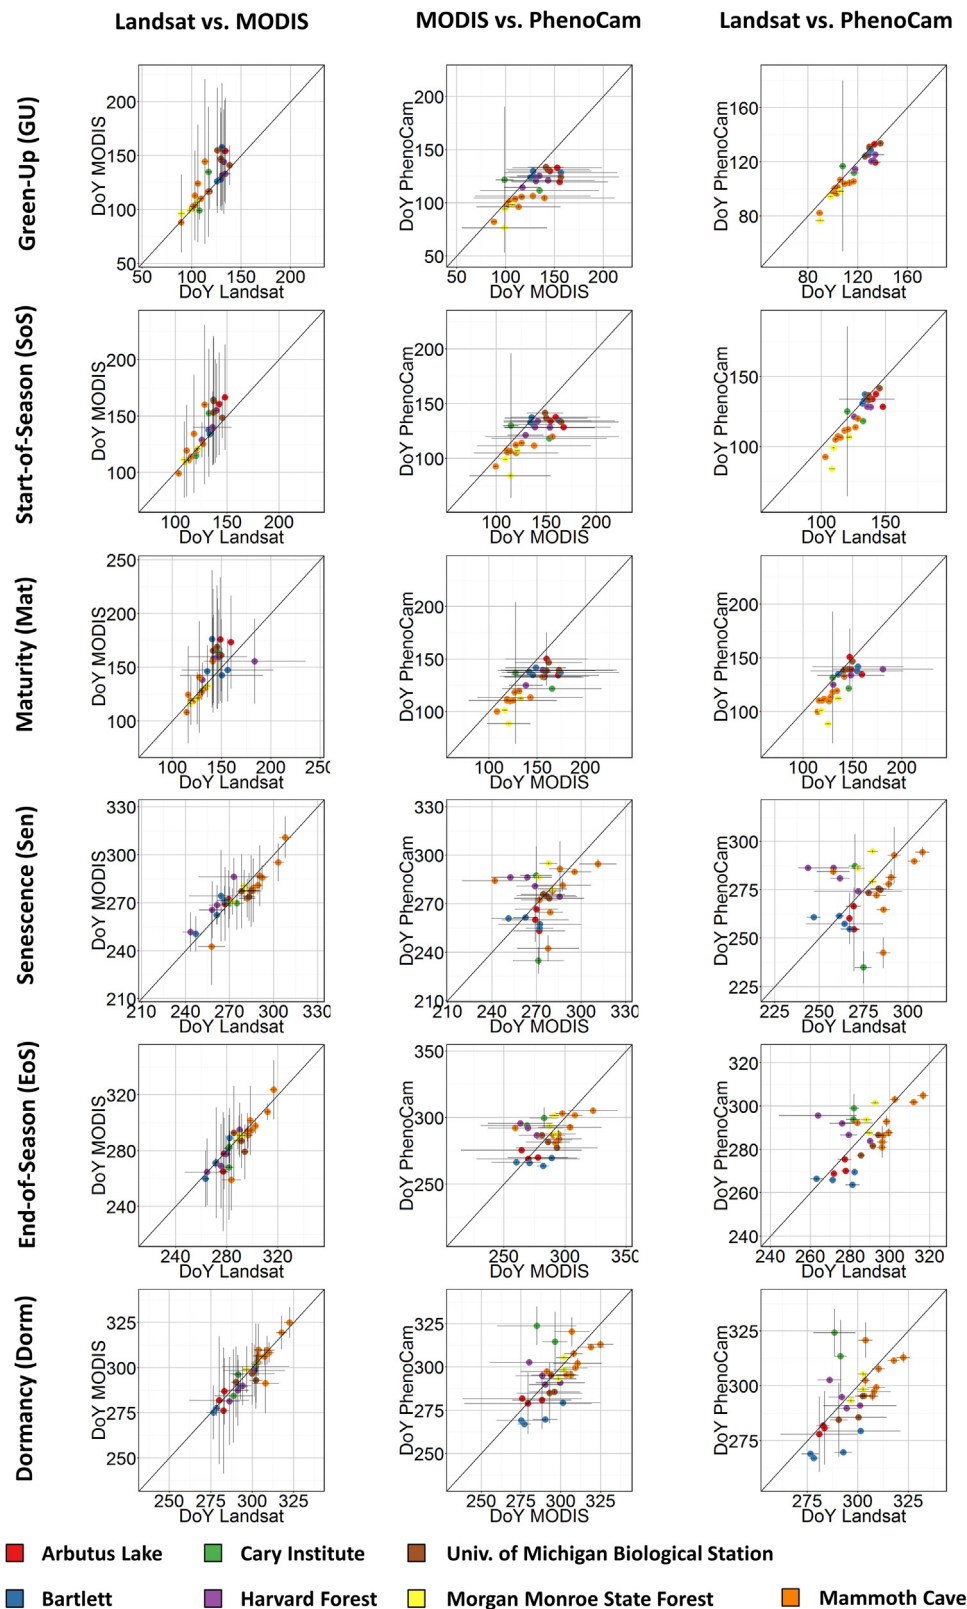 Landsat vs. MODIS
MODIS vs. PhenoCam
Landsat vs. PhenoCam
Green-Up (GU)
DoY MODIS
200
150
100
50
50
100
150
200
DoY Landsat
DoY PhenoCam
200
150
100
50
50
100
150
200
DoY MODIS
DoY PhenoCam
160
120
80
80
120
160
DoY Landsat
Start-of-Season (SoS)
DoY MODIS
200
150
100
100
150
200
DoY Landsat
DoY PhenoCam
200
150
100
100
150
200
DoY MODIS
DoY PhenoCam
150
100
100
150
DoY Landsat
Maturity (Mat)
DoY MODIS
250
200
150
100
100
150
200
250
DoY Landsat
DoY PhenoCam
200
150
100
100
150
200
DoY MODIS
DoY PhenoCam
200
150
100
100
150
200
DoY Landsat
Senescence (Sen)
DoY MODIS
330
300
270
240
210
210
240
270
300
330
DoY Landsat
DoY PhenoCam
330
300
270
240
210
210
240
270
300
330
DoY MODIS
DoY PhenoCam
300
275
250
225
225
250
275
300
DoY Landsat
End-of-Season (EoS)
DoY MODIS
320
280
240
240
280
320
DoY Landsat
DoY PhenoCam
350
300
250
250
300
350
DoY MODIS
DoY PhenoCam
320
300
280
260
240
240
260
280
300
320
DoY Landsat
Dormancy (Dorm)
DoY MODIS
325
300
275
250
250
275
300
325
DoY Landsat
DoY PhenoCam
325
300
275
250
250
275
300
325
DoY MODIS
DoY PhenoCam
325
300
275
275
300
325
DoY Landsat
Arbutus Lake
Cary Institute
Univ. of Michigan Biological Station
Bartlett
Harvard Forest
Morgan Monroe State Forest
Mammoth Cave